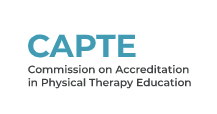 CAPTE
Commission on Accreditation
in Physical Therapy Education